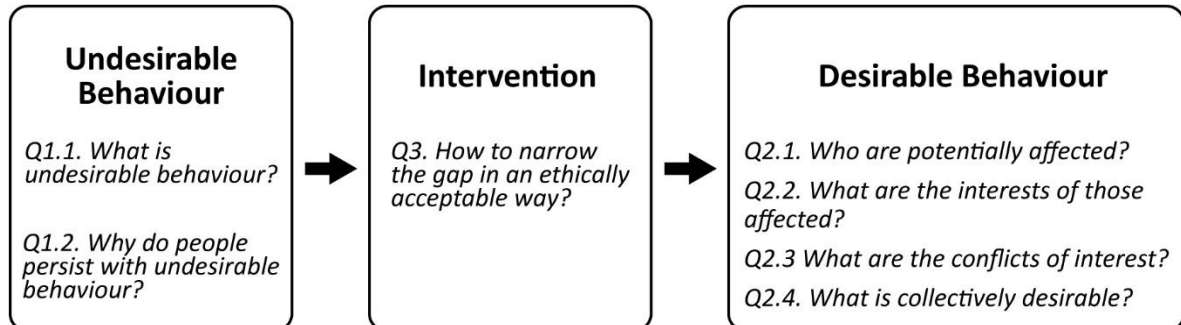 Undesirable
Behaviour
Q1.1. What is
undesirable behaviour?
Q1.2. Why do people
persist with undesirable
behaviour?
Intervention
Q3. How to narrow
the gap in an ethically
acceptable way?
Desirable Behaviour
Q2.1. Who are potentially affected?
Q2.2. What are the interests of those
affected?
Q2.3 What are the conflicts of interest?
Q2.4. What is collectively desirable?